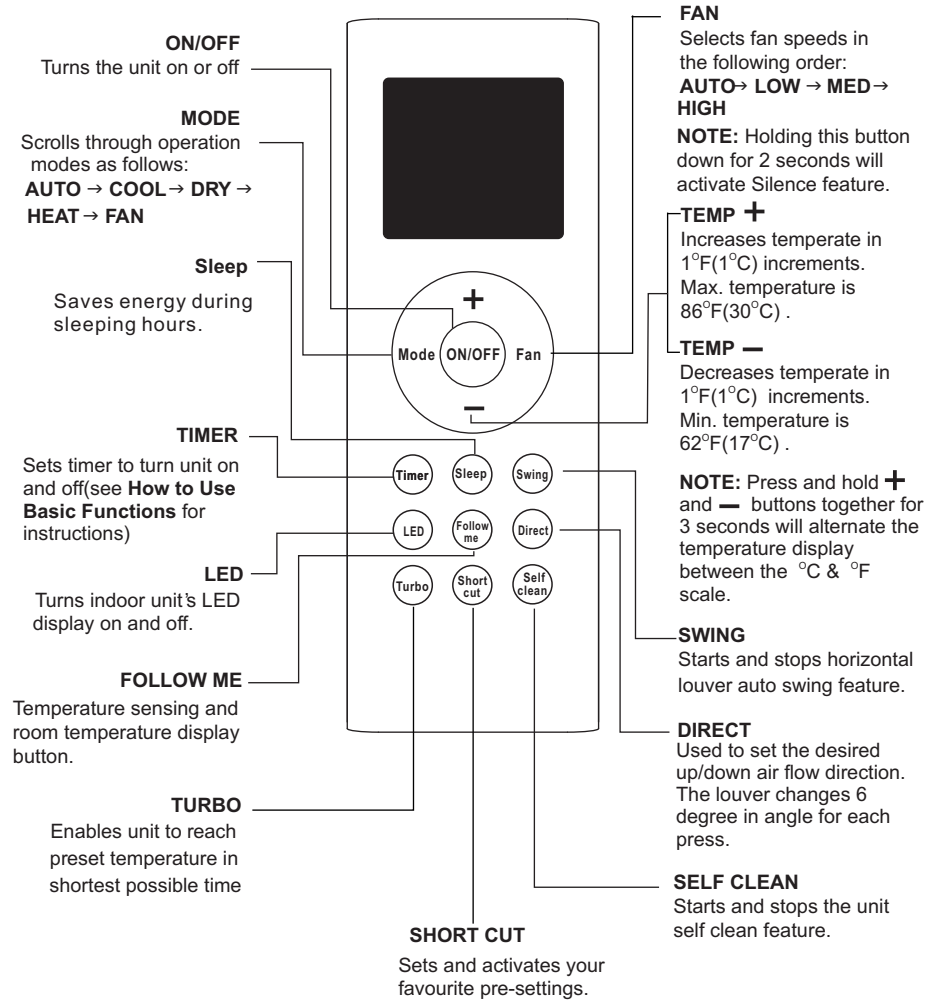 ON/OFF
Turns the unit on or off
MODE
Scrolls through operation
modes as follows:
AUTO → COOL → DRY →
HEAT → FAN
Sleep
Saves energy during
sleeping hours.
TIMER
Sets timer to turn unit on
and off(see How to Use
Basic Functions for
instructions)
LED
Turns indoor unit's LED
display on and off.
FOLLOW ME
Temperature sensing and
room temperature display
button.
TURBO
Enables unit to reach
preset temperature in
shortest possible time
+
Mode ON/OFF Fan
−
Timer Sleep Swing
LED Follow me Direct
Turbo Short cut Self clean
SHORT CUT
Sets and activates your
favourite pre-settings.
FAN
Selects fan speeds in
the following order:
AUTO→ LOW → MED →
HIGH
NOTE: Holding this button
down for 2 seconds will
activate Silence feature.
TEMP +
Increases temperate in
1°F(1°C) increments.
Max. temperature is
86°F(30°C) .
TEMP −
Decreases temperate in
1°F(1°C) increments.
Min. temperature is
62°F(17°C) .
NOTE: Press and hold +
and − buttons together for
3 seconds will alternate the
temperature display
between the °C & °F
scale.
SWING
Starts and stops horizontal
louver auto swing feature.
DIRECT
Used to set the desired
up/down air flow direction.
The louver changes 6
degree in angle for each
press.
SELF CLEAN
Starts and stops the unit
self clean feature.